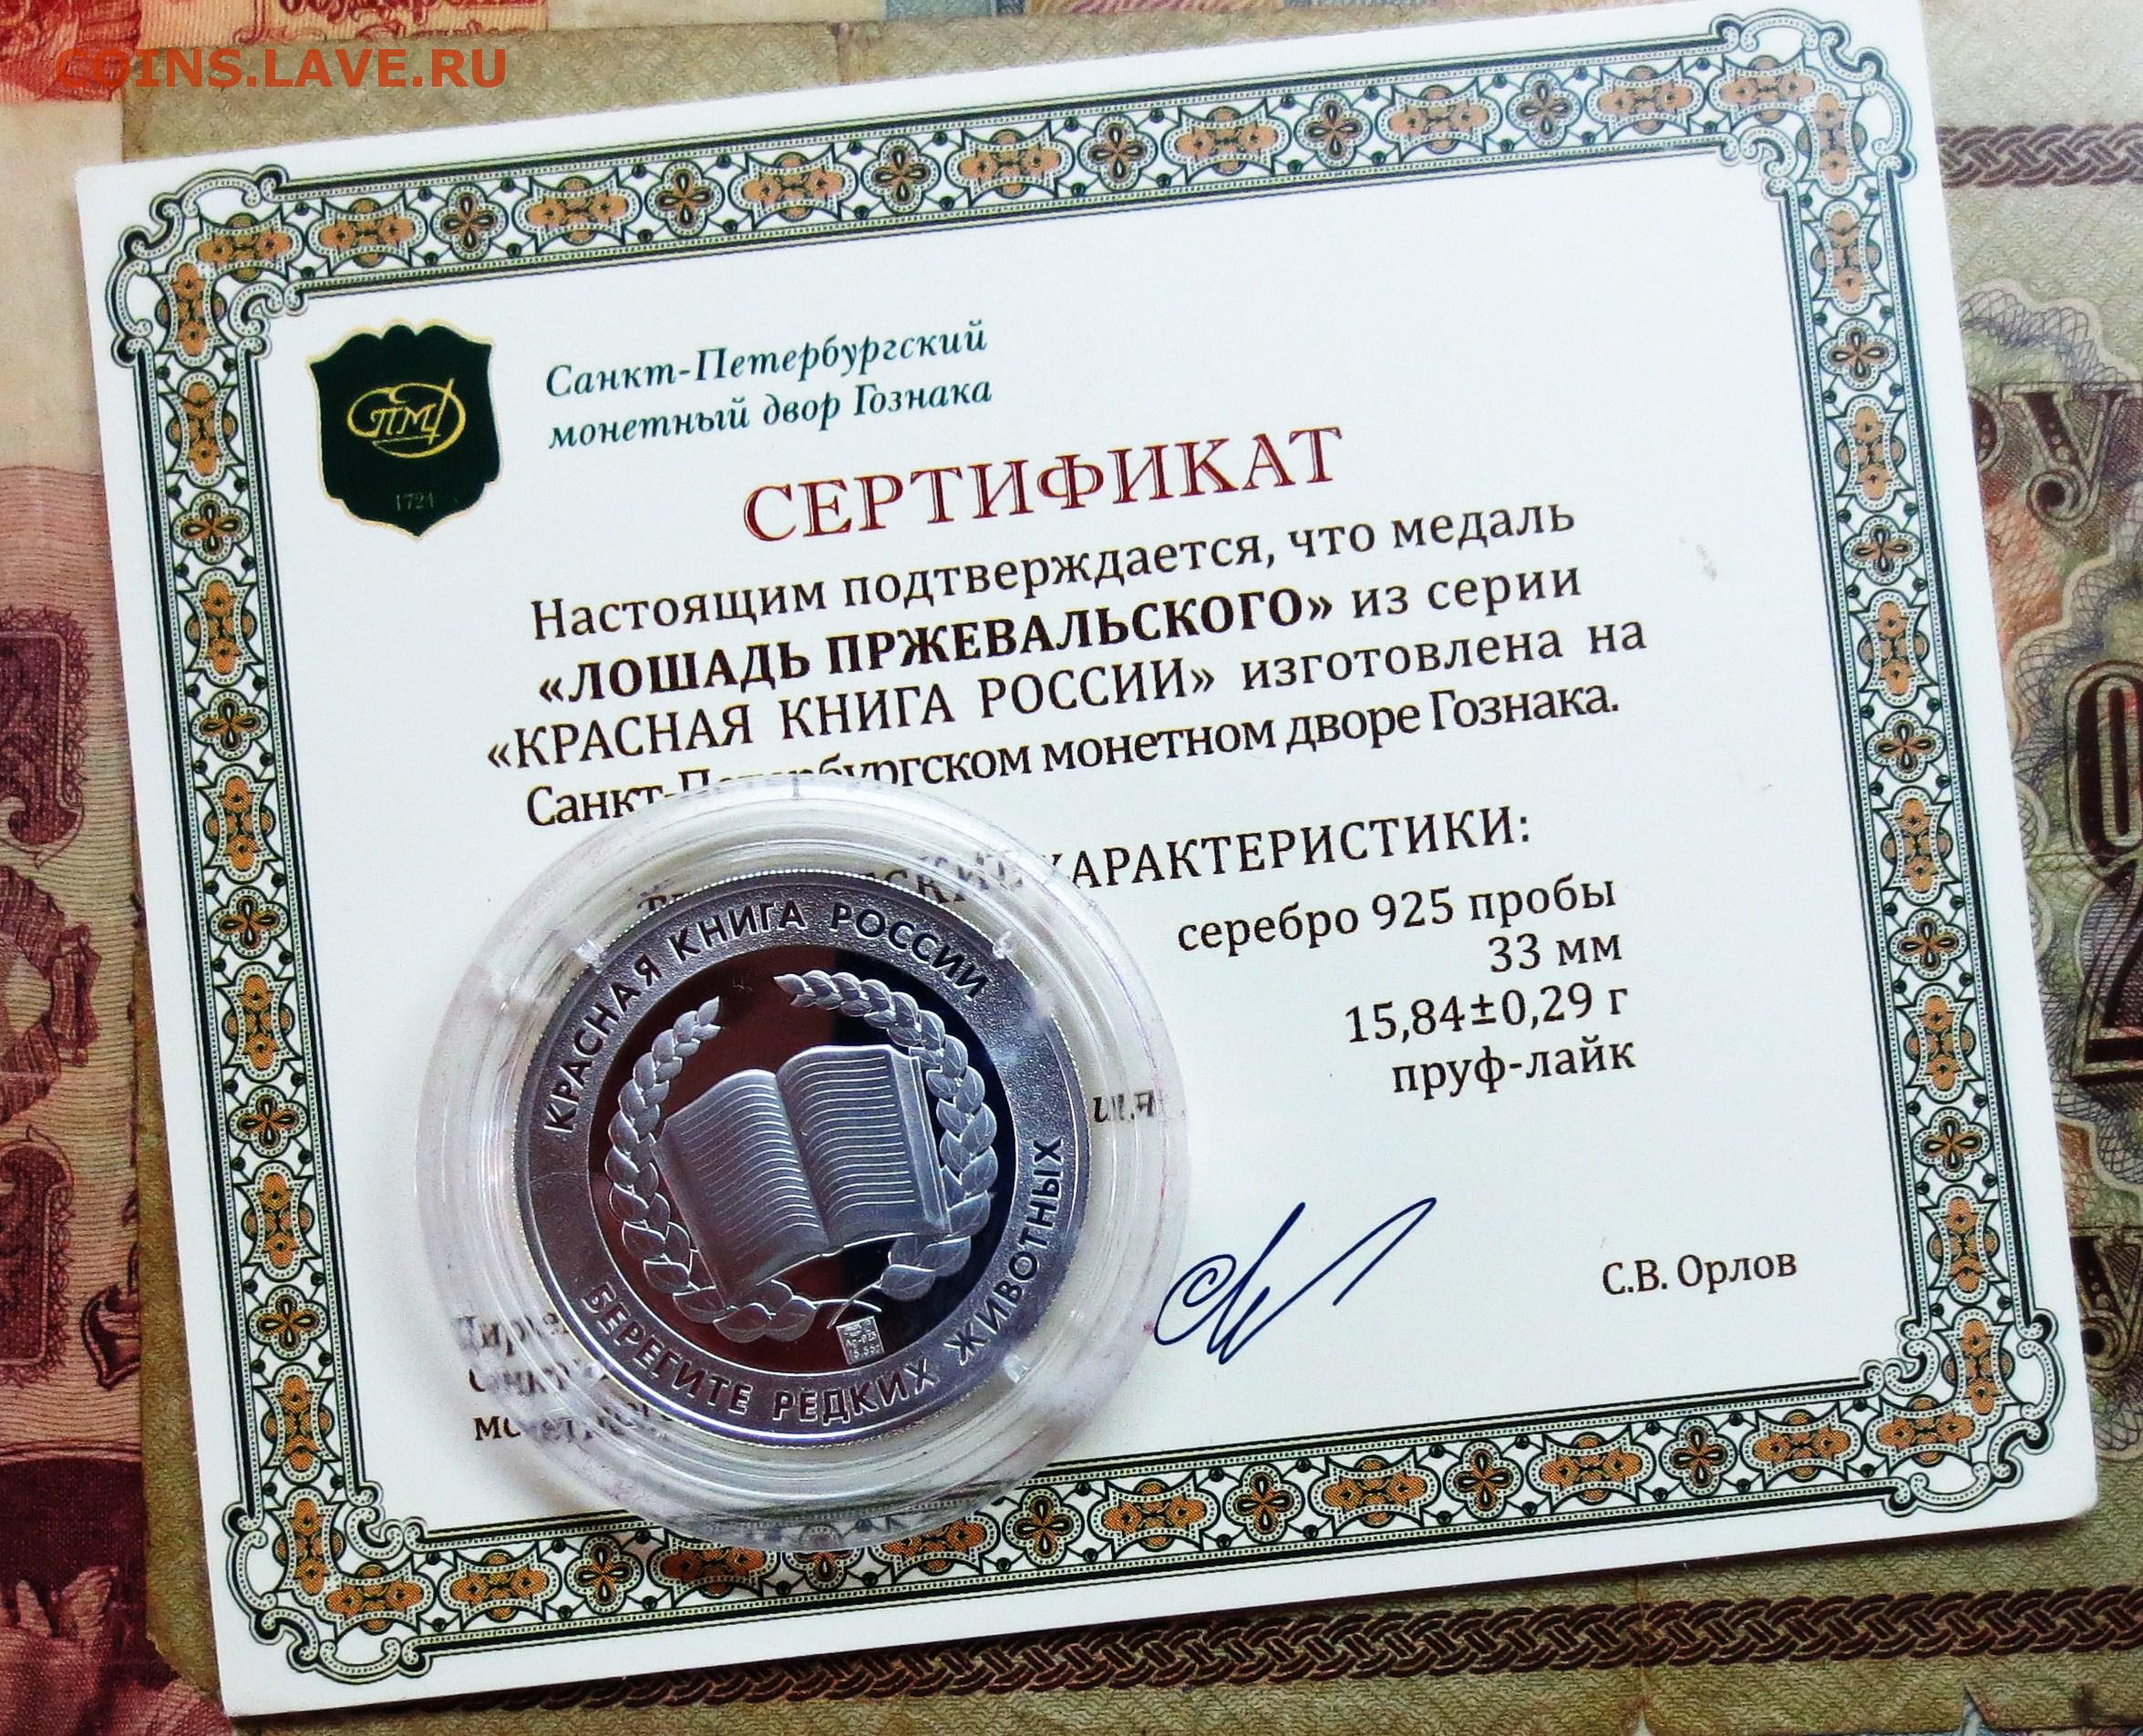 COINS.LAVE.RU
Санкт-Петербургский
монетный двор Гознака
СПМД
1724
СЕРТИФИКАТ
Настоящим подтверждается, что медаль
«ЛОШАДЬ ПРЖЕВАЛЬСКОГО» из серии
«КРАСНАЯ КНИГА РОССИИ» изготовлена на
Санкт-Петербургском монетном дворе Гознака.
ХАРАКТЕРИСТИКИ:
серебро 925 пробы
33 мм
15,84±0,29 г
пруф-лайк
С.В. Орлов
КРАСНАЯ КНИГА РОССИИ
БЕРЕГИТЕ РЕДКИХ ЖИВОТНЫХ